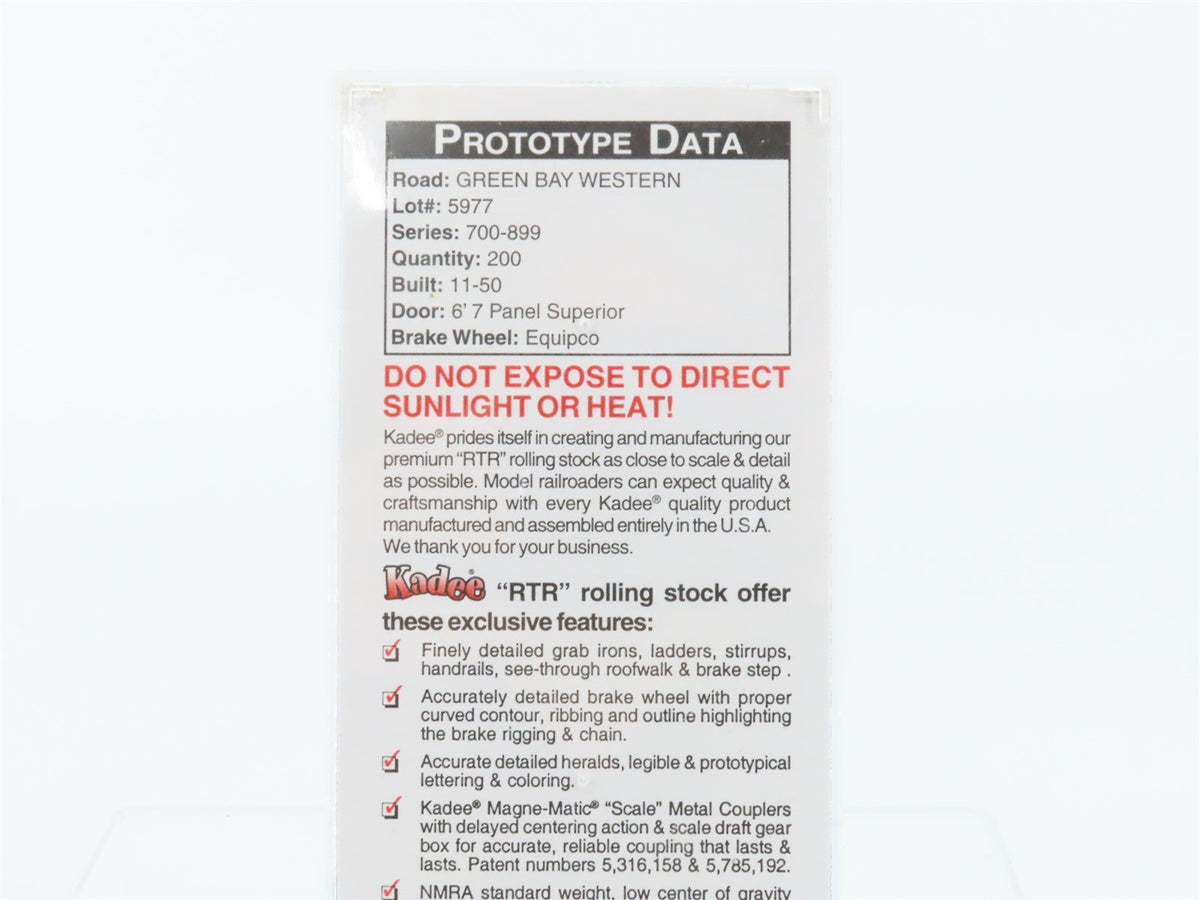 PROTOTYPE DATA
Road: GREEN BAY WESTERN
Lot#: 5977
Series: 700-899
Quantity: 200
Built: 11-50
Door: 6' 7 Panel Superior
Brake Wheel: Equipco
DO NOT EXPOSE TO DIRECT
SUNLIGHT OR HEAT!
Kadee® prides itself in creating and manufacturing our
premium “RTR” rolling stock as close to scale & detail
as possible. Model railroaders can expect quality &
craftsmanship with every Kadee® quality product
manufactured and assembled entirely in the U.S.A.
We thank you for your business.
Kadee® “RTR” rolling stock offer
these exclusive features:
Finely detailed grab irons, ladders, stirrups,
handrails, see-through roofwalk & brake step .
Accurately detailed brake wheel with proper
curved contour, ribbing and outline highlighting
the brake rigging & chain.
Accurate detailed heralds, legible & prototypical
lettering & coloring.
Kadee® Magne-Matic® “Scale” Metal Couplers
with delayed centering action & scale draft gear
box for accurate, reliable coupling that lasts &
lasts. Patent numbers 5,316,158 & 5,785,192.
NMRA standard weight, low center of gravity